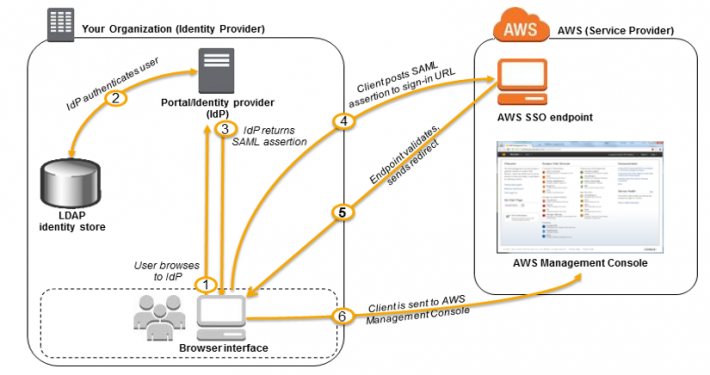 Your Organization (Identity Provider)
AWS
AWS (Service Provider)
IdP authenticates user
2
Portal/Identity provider
(IdP)
3
IdP returns
SAML assertion
Client posts SAML
assertion to sign-in URL
4
AWS SSO endpoint
Endpoint validates,
sends redirect
5
LDAP
identity store
AWS Management Console
User browses
to IdP
1
Browser interface
6
Client is sent to AWS
Management Console